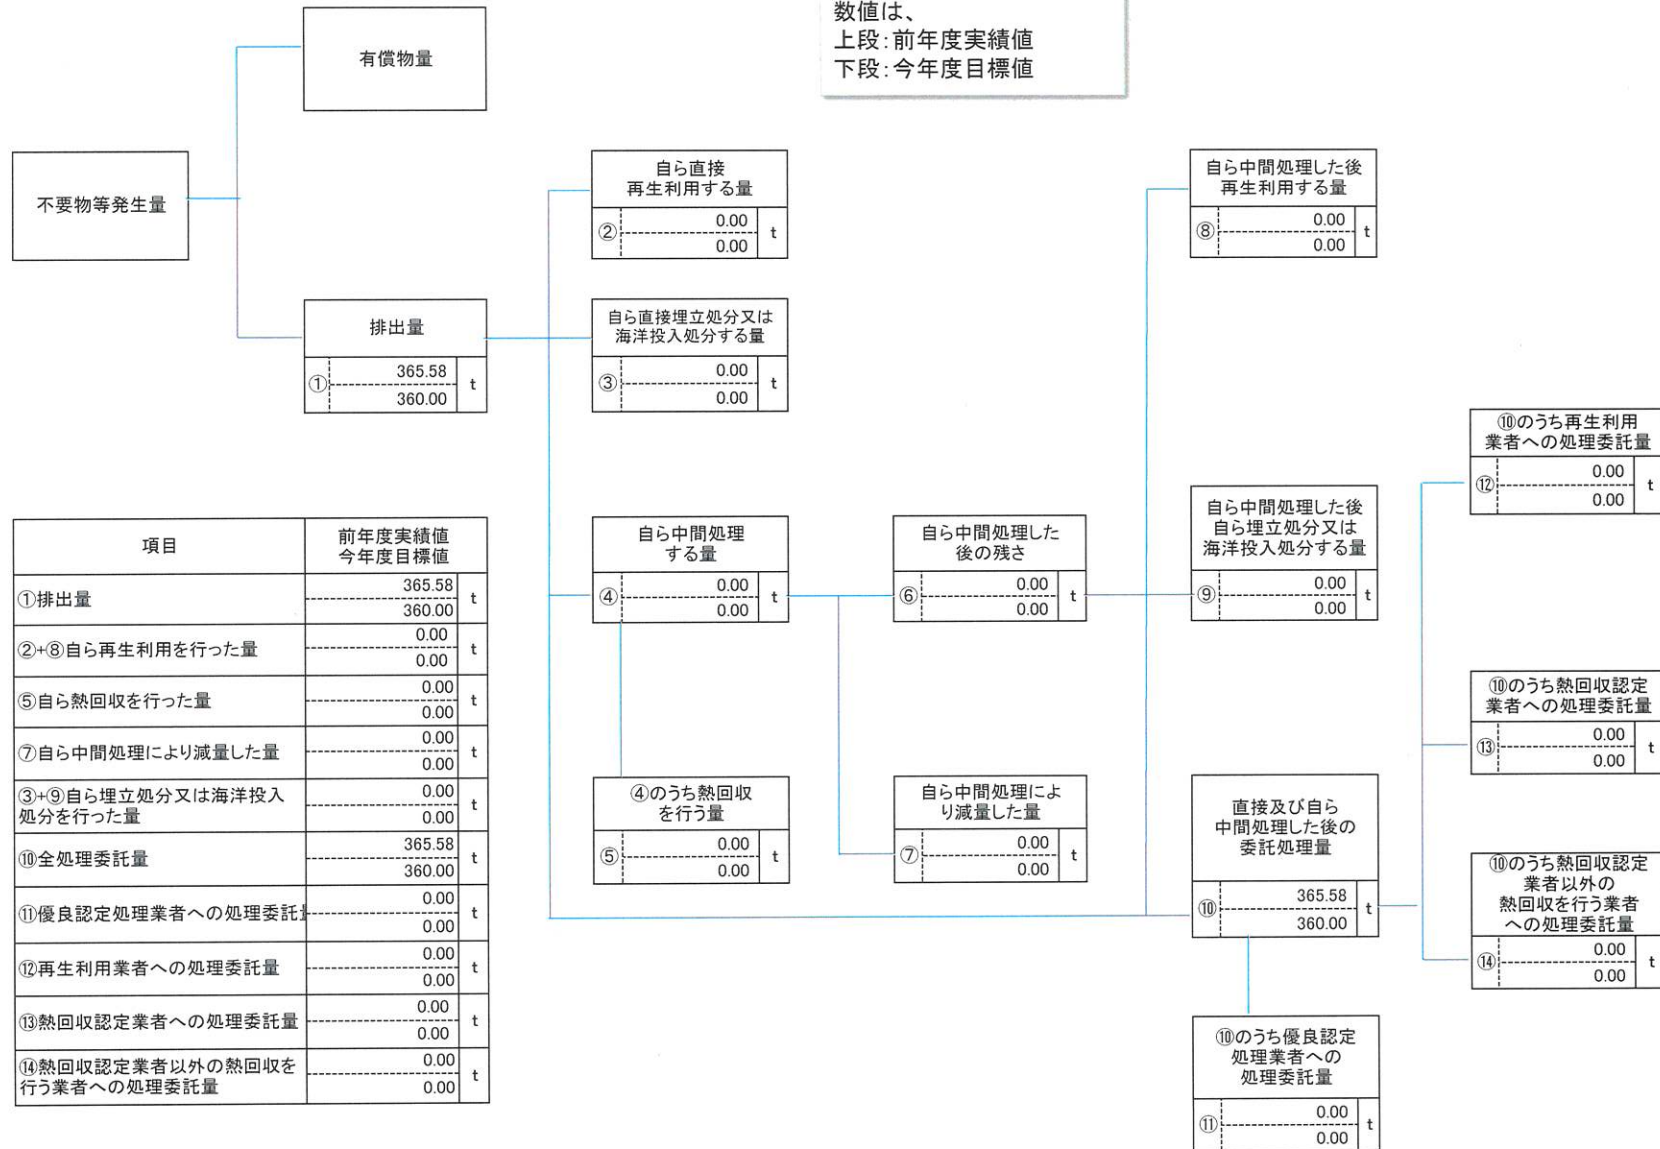 数値は、
上段:前年度実績値
下段:今年度目標値
有償物量
不要物等発生量
排出量
① 365.58 t
360.00
自ら直接
再生利用する量
② 0.00 t
0.00
自ら直接埋立処分又は
海洋投入処分する量
③ 0.00 t
0.00
自ら中間処理
する量
④ 0.00 t
0.00
④のうち熱回収
を行う量
⑤ 0.00 t
0.00
自ら中間処理した
後の残さ
⑥ 0.00 t
0.00
自ら中間処理によ
り減量した量
⑦ 0.00 t
0.00
自ら中間処理した後
再生利用する量
⑧ 0.00 t
0.00
自ら中間処理した後
自ら埋立処分又は
海洋投入処分する量
⑨ 0.00 t
0.00
直接及び自ら
中間処理した後の
委託処理量
⑩ 365.58 t
360.00
⑩のうち優良認定
処理業者への
処理委託量
⑪ 0.00 t
0.00
⑩のうち再生利用
業者への処理委託量
⑫ 0.00 t
0.00
⑩のうち熱回収認定
業者への処理委託量
⑬ 0.00 t
0.00
⑩のうち熱回収認定
業者以外の
熱回収を行う業者
への処理委託量
⑭ 0.00 t
0.00
項目 前年度実績値
今年度目標値
①排出量 365.58 t
360.00
②+⑧自ら再生利用を行った量 0.00 t
0.00
⑤自ら熱回収を行った量 0.00 t
0.00
⑦自ら中間処理により減量した量 0.00 t
0.00
③+⑨自ら埋立処分又は海洋投入
処分を行った量 0.00 t
0.00
⑩全処理委託量 365.58 t
360.00
⑪優良認定処理業者への処理委託 0.00 t
0.00
⑫再生利用業者への処理委託量 0.00 t
0.00
⑬熱回収認定業者への処理委託量 0.00 t
0.00
⑭熱回収認定業者以外の熱回収を
行う業者への処理委託量 0.00 t
0.00